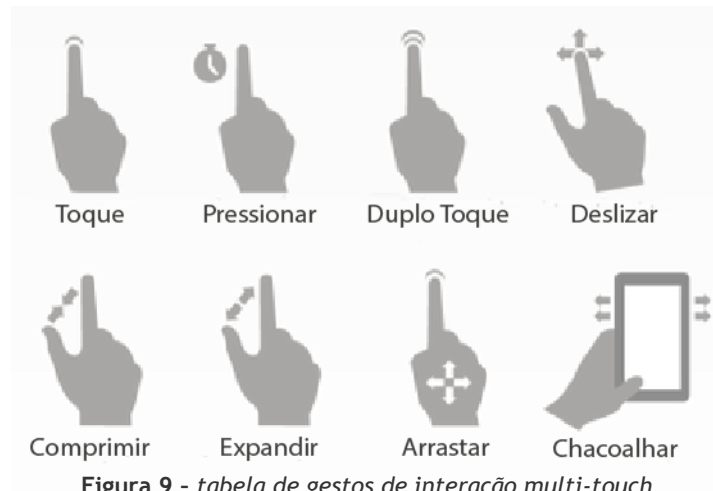 Toque Pressionar Duplo Toque Deslizar
Comprimir Expandir Arrastar Chacoalhar
Figura 9 – tabela de gestos de interação multi-touch